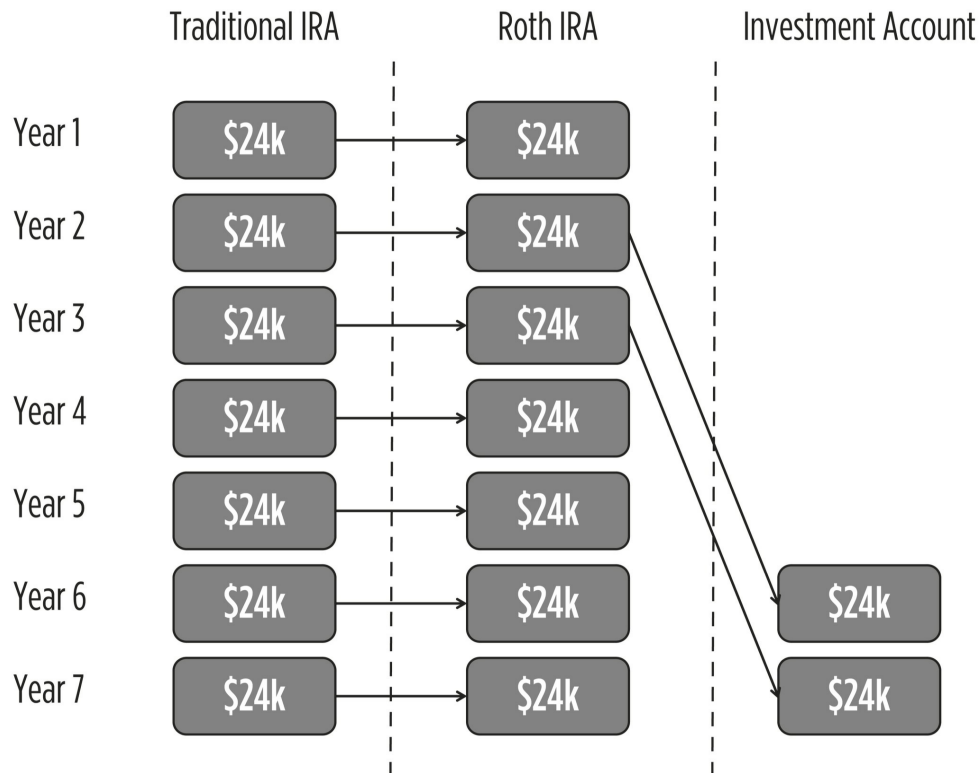 Traditional IRA Roth IRA Investment Account
Year 1 $24k $24k
Year 2 $24k $24k
Year 3 $24k $24k
Year 4 $24k $24k
Year 5 $24k $24k
Year 6 $24k $24k $24k
Year 7 $24k $24k $24k